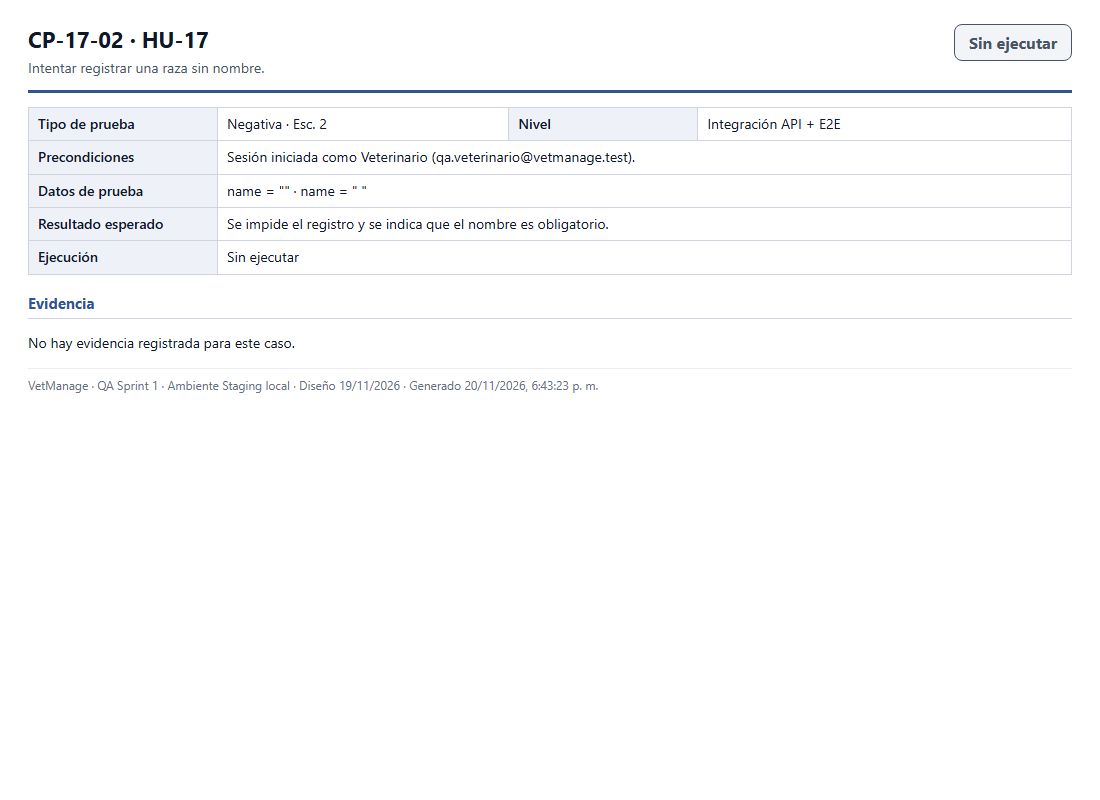 CP-17-02 · HU-17
Sin ejecutar
Intentar registrar una raza sin nombre.
Tipo de prueba Negativa · Esc. 2 Nivel Integración API + E2E
Precondiciones Sesión iniciada como Veterinario (qa.veterinario@vetmanage.test).
Datos de prueba name = "" · name = " "
Resultado esperado Se impide el registro y se indica que el nombre es obligatorio.
Ejecución Sin ejecutar
Evidencia
No hay evidencia registrada para este caso.
VetManage · QA Sprint 1 · Ambiente Staging local · Diseño 19/11/2026 · Generado 20/11/2026, 6:43:23 p. m.